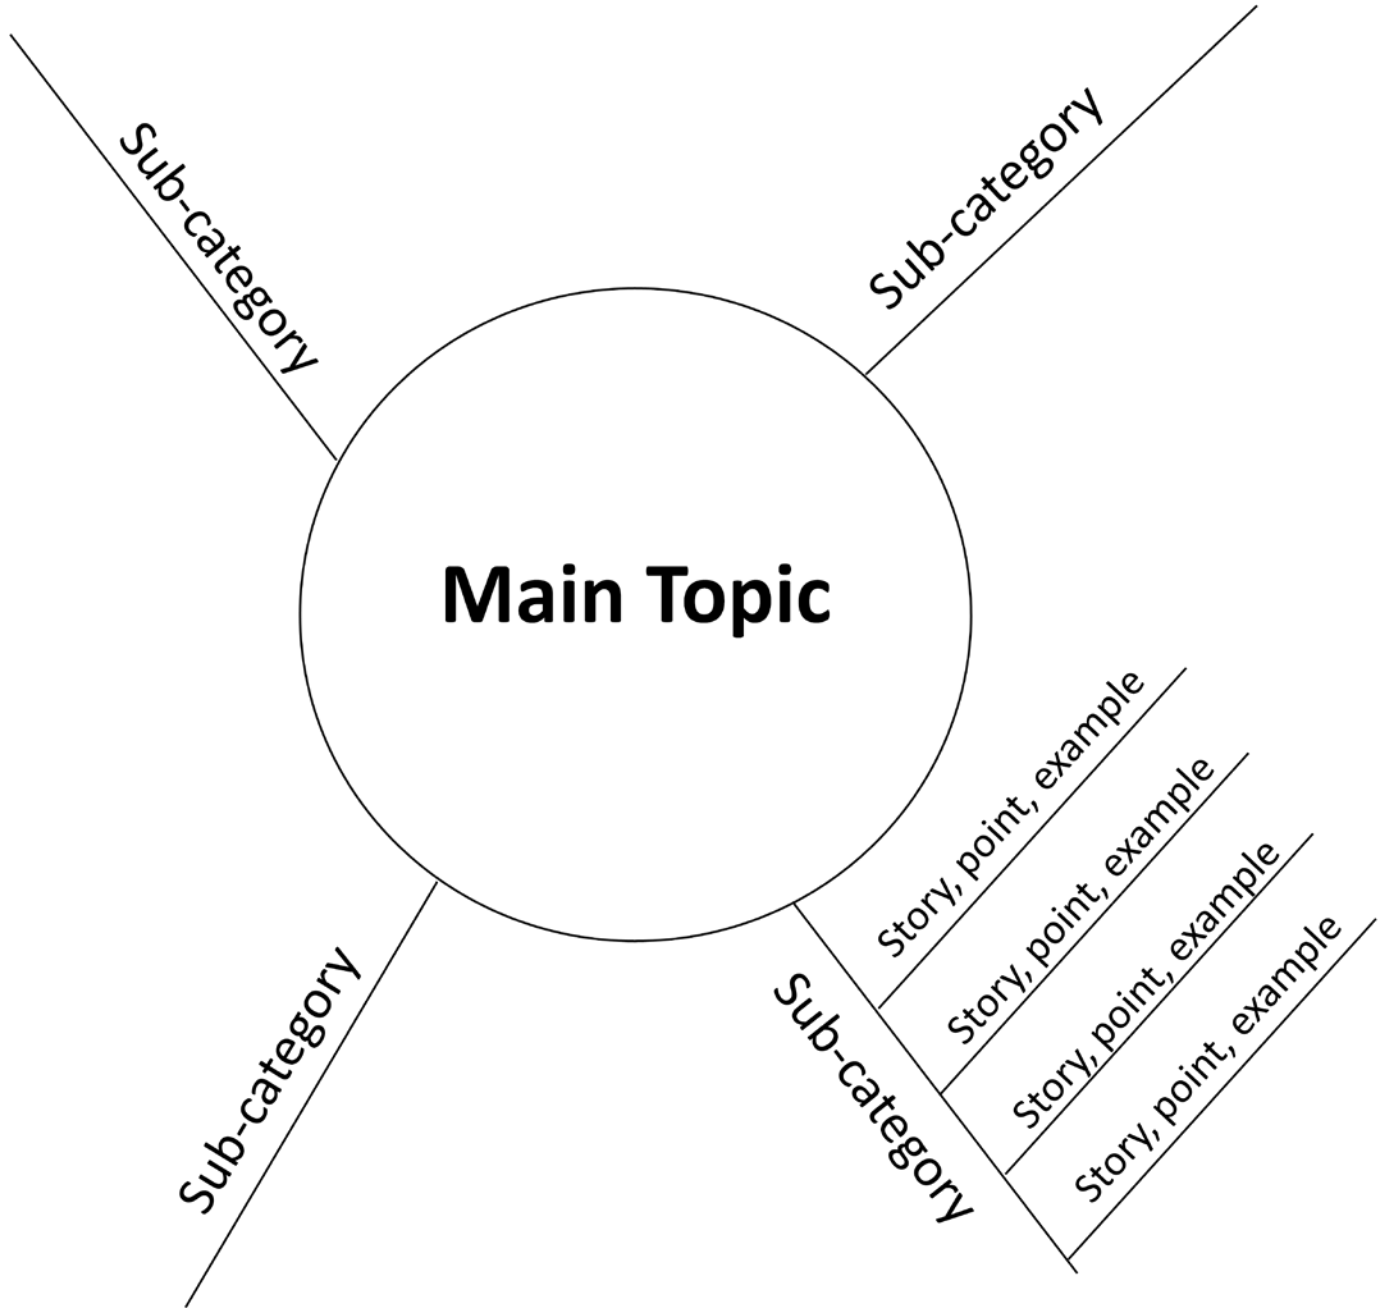 Sub-category
Sub-category
Main Topic
Story, point, example
Story, point, example
Story, point, example
Story, point, example
Sub-category
Sub-category